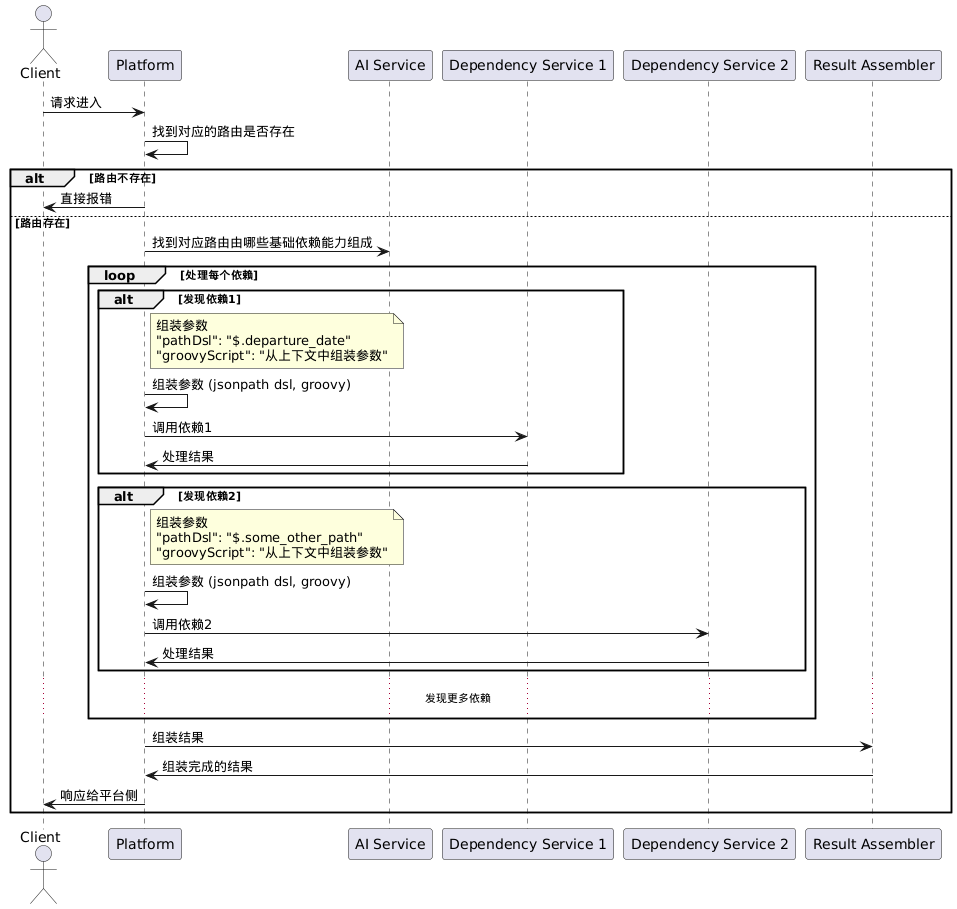 Client
Platform
AI Service
Dependency Service 1
Dependency Service 2
Result Assembler
请求进入
找到对应的路由是否存在
alt
[路由不存在]
直接报错
[路由存在]
找到对应路由由哪些基础依赖能力组成
loop
[处理每个依赖]
alt
[发现依赖1]
组装参数
"pathDsl": "$.departure_date"
"groovyScript": "从上下文中组装参数"
组装参数 (jsonpath dsl, groovy)
调用依赖1
处理结果
alt
[发现依赖2]
组装参数
"pathDsl": "$.some_other_path"
"groovyScript": "从上下文中组装参数"
组装参数 (jsonpath dsl, groovy)
调用依赖2
处理结果
发现更多依赖
组装结果
组装完成的结果
响应给平台侧
Client
Platform
AI Service
Dependency Service 1
Dependency Service 2
Result Assembler